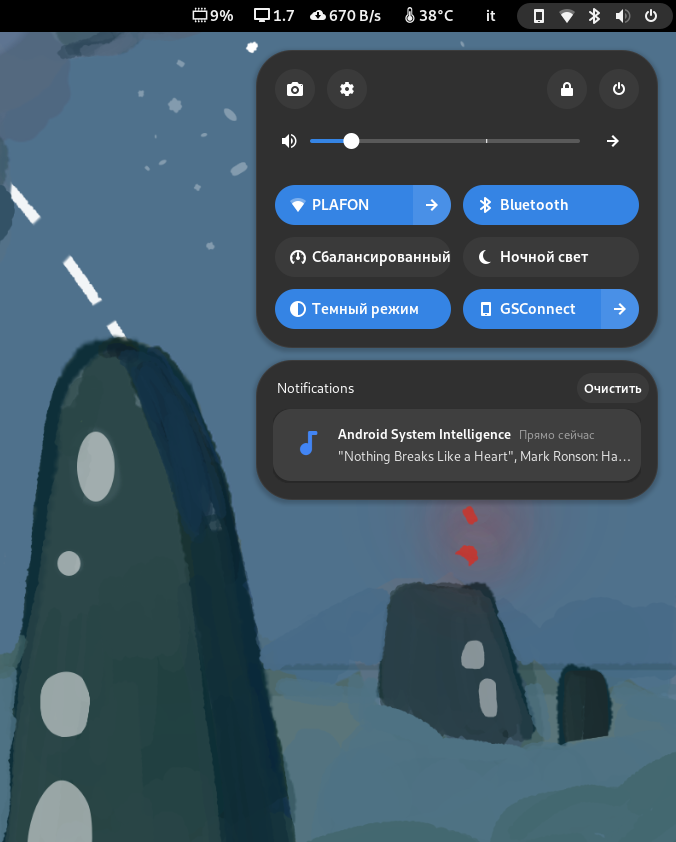 9% 1.7 670 B/s 38°C it
PLAFON
Bluetooth
Сбалансированный
Ночной свет
Темный режим
GSConnect
Notifications
Очистить
Android System Intelligence Прямо сейчас
"Nothing Breaks Like a Heart", Mark Ronson: Ha…